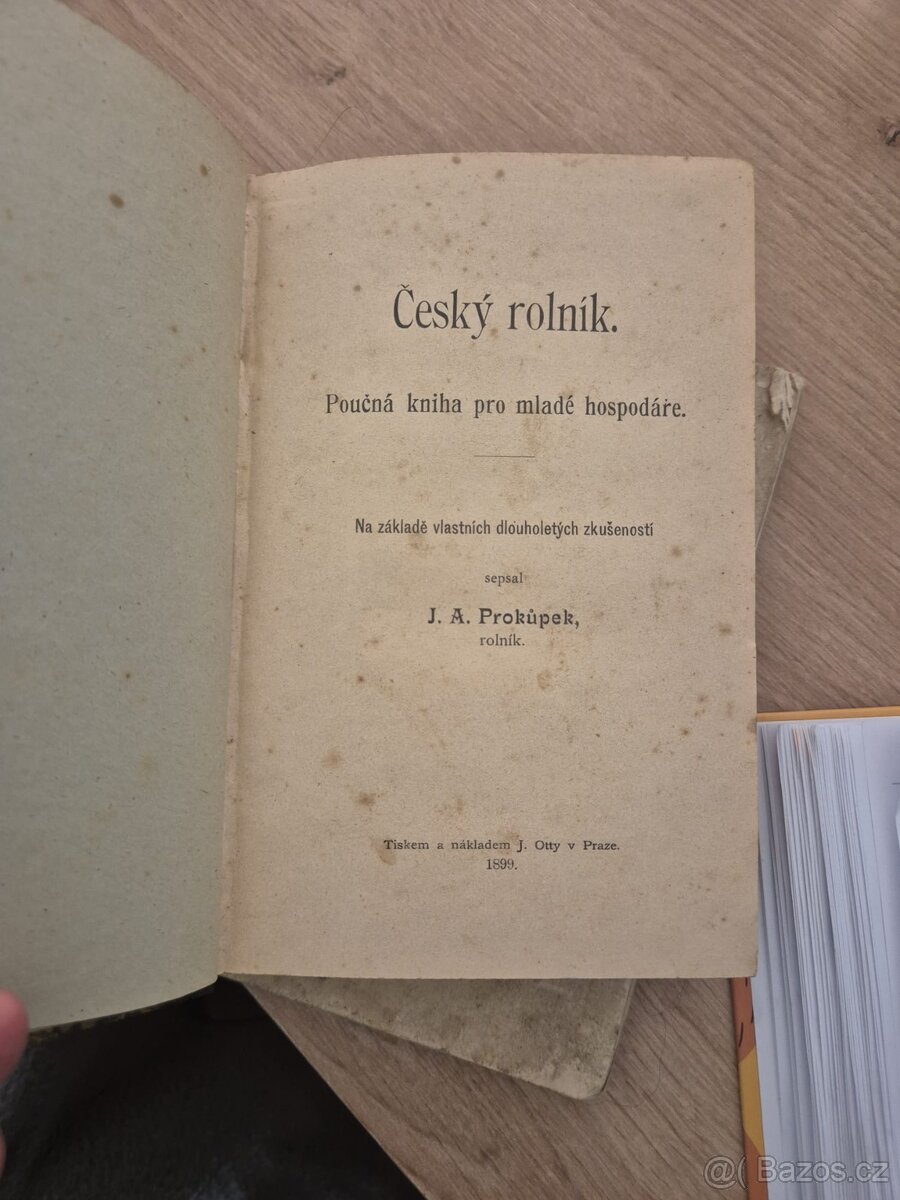 Český rolník.
Poučná kniha pro mladé hospodáře.
Na základě vlastních dlouholetých zkušeností
sepsal
J. A. Prokůpek,
rolník.
Tiskem a nákladem J. Otty v Praze.
1899.
@( Bazos.cz